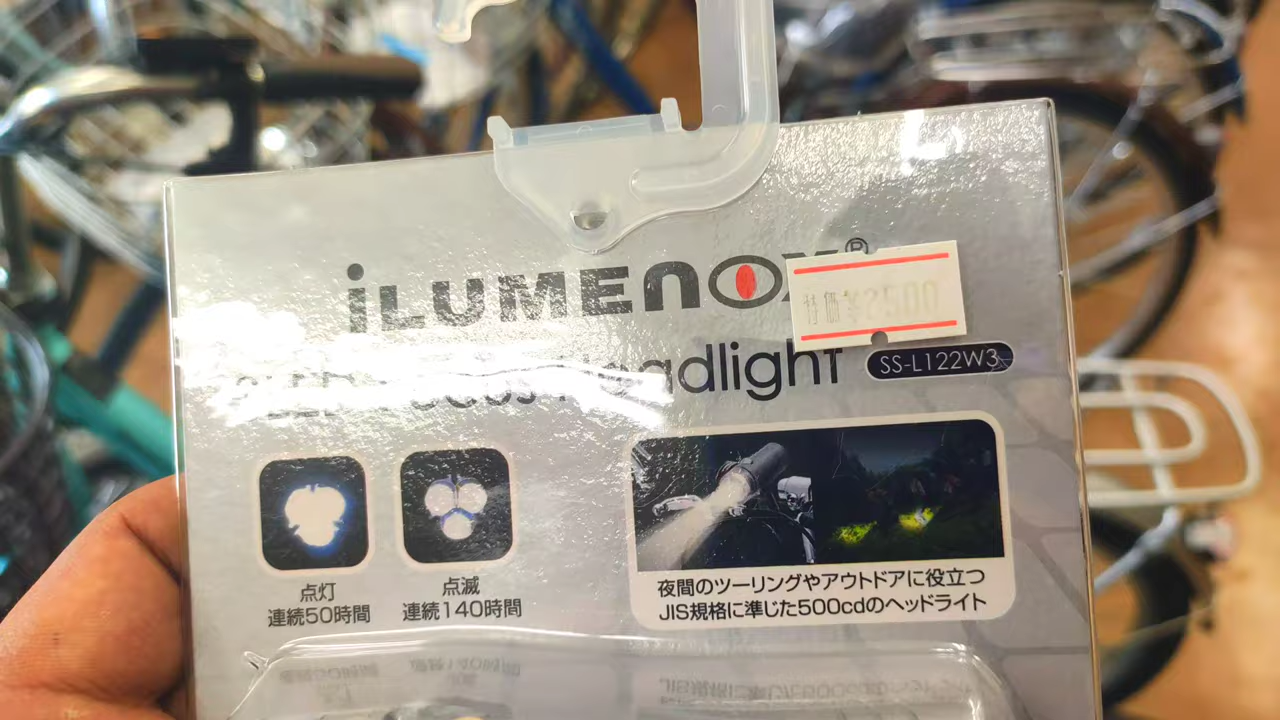 iLUMENOX®
特価¥2500
Headlight
SS-L122W3
点灯
連続50時間
点滅
連続140時間
夜間のツーリングやアウトドアに役立つ
JIS規格に準じた500cdのヘッドライト